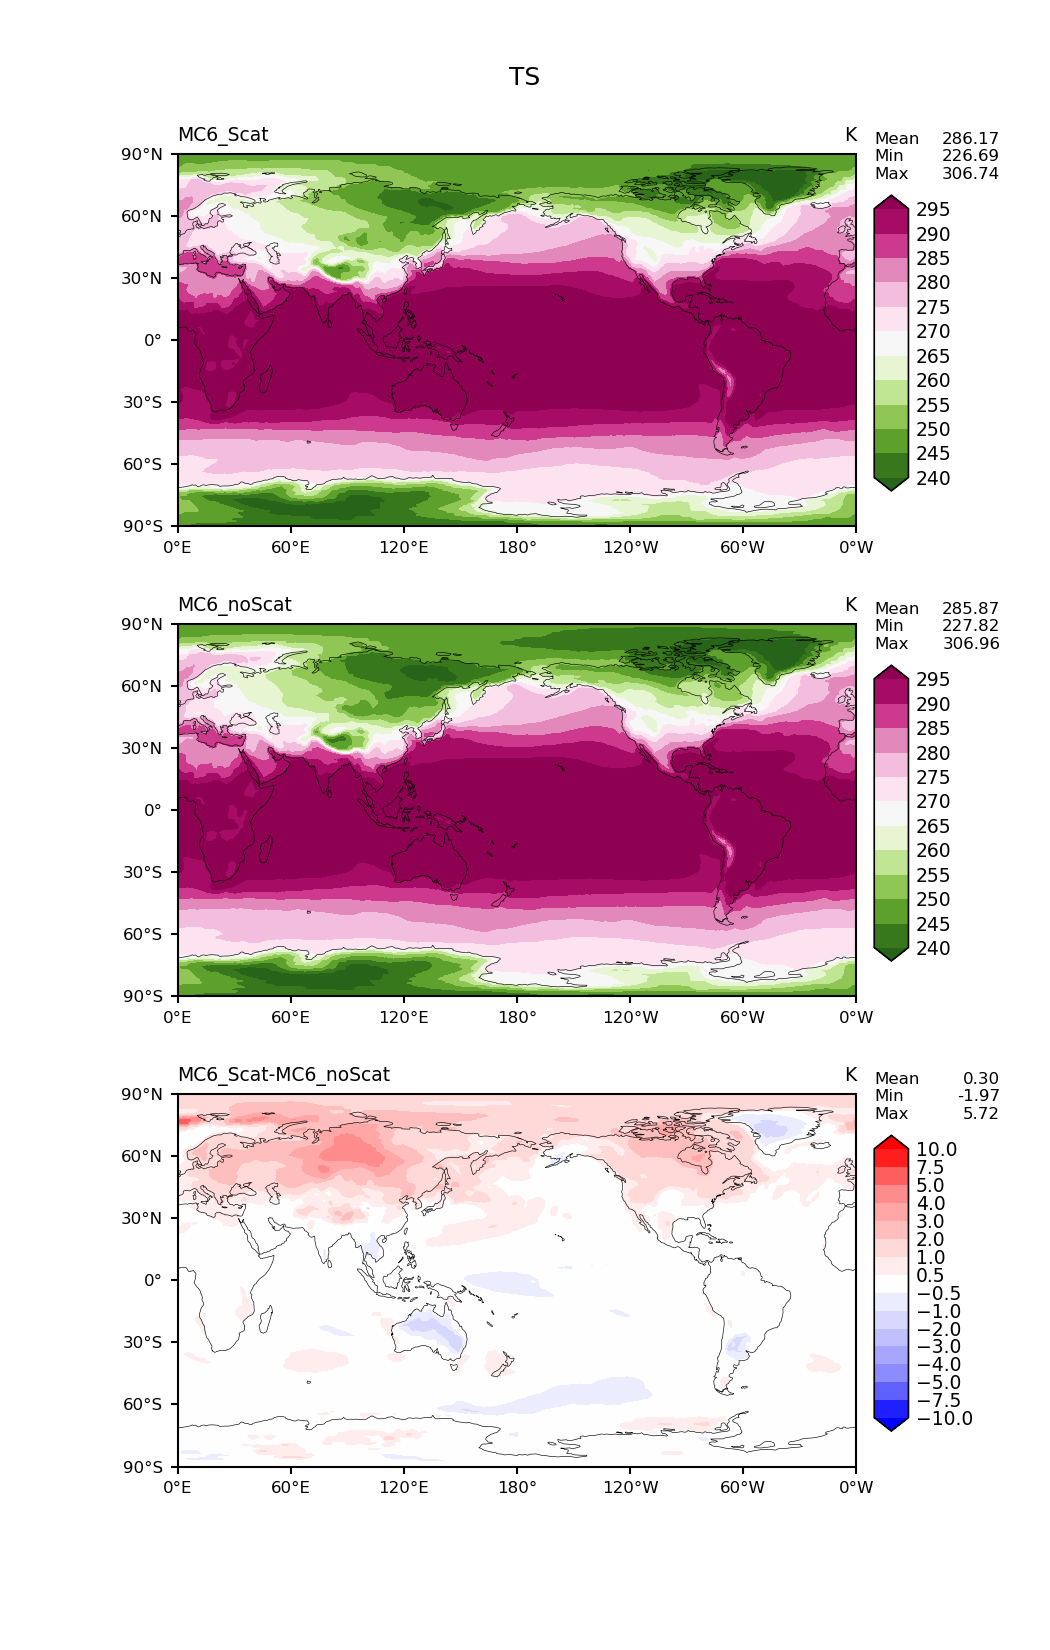 TS
MC6_Scat K
Mean 286.17
Min 226.69
Max 306.74
90°N
60°N
30°N
0°
30°S
60°S
90°S
0°E 60°E 120°E 180° 120°W 60°W 0°W
295
290
285
280
275
270
265
260
255
250
245
240
MC6_noScat K
Mean 285.87
Min 227.82
Max 306.96
90°N
60°N
30°N
0°
30°S
60°S
90°S
0°E 60°E 120°E 180° 120°W 60°W 0°W
295
290
285
280
275
270
265
260
255
250
245
240
MC6_Scat-MC6_noScat K
Mean 0.30
Min -1.97
Max 5.72
90°N
60°N
30°N
0°
30°S
60°S
90°S
0°E 60°E 120°E 180° 120°W 60°W 0°W
10.0
7.5
5.0
4.0
3.0
2.0
1.0
0.5
−0.5
−1.0
−2.0
−3.0
−4.0
−5.0
−7.5
−10.0